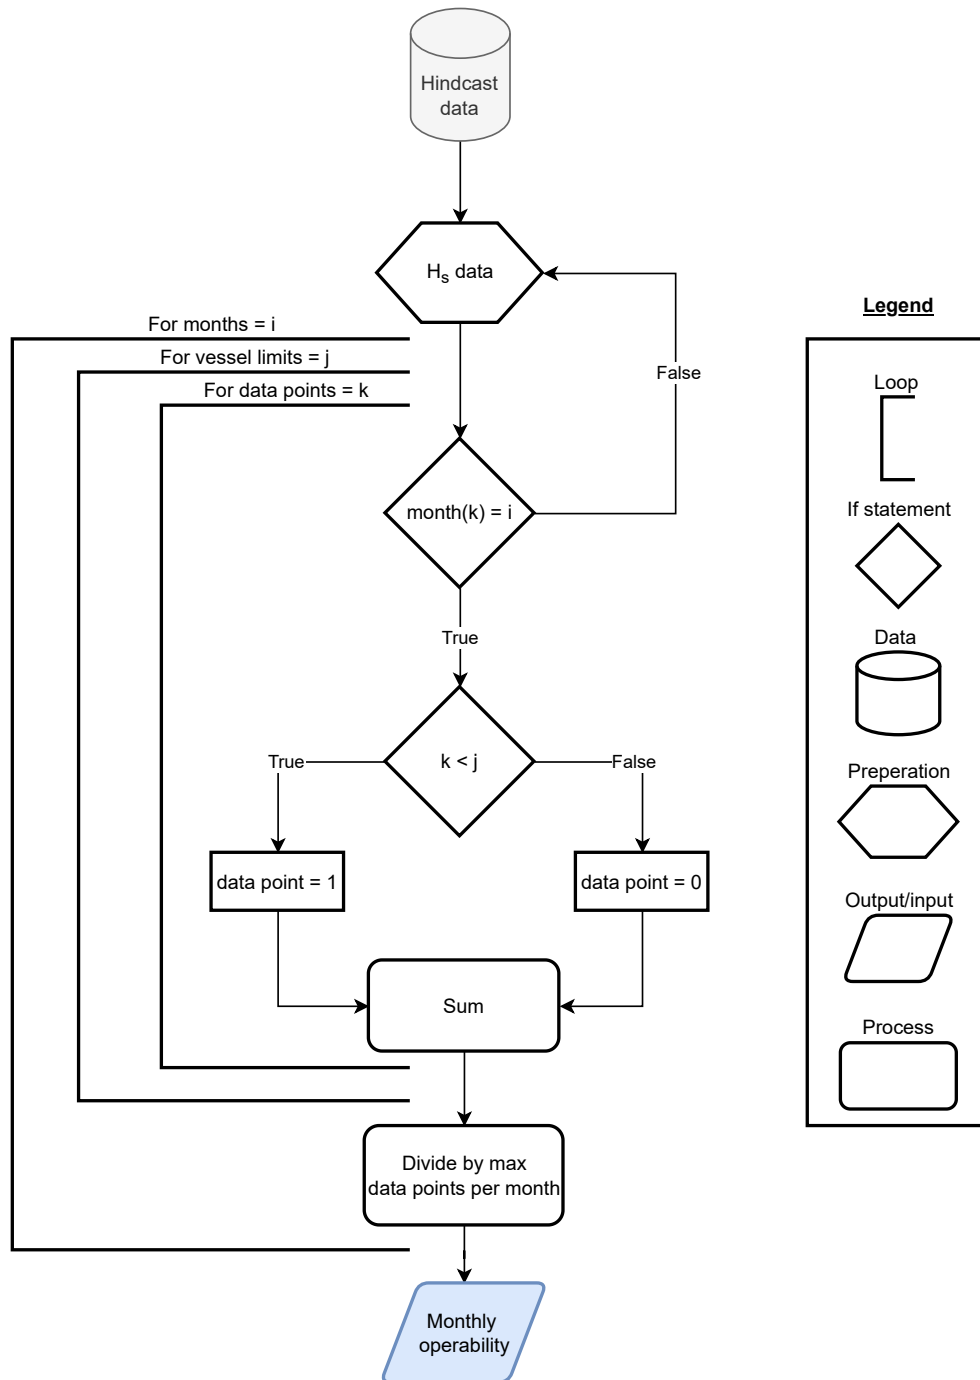 Hindcast
data
H_s data
For months = i
For vessel limits = j
For data points = k
False
month(k) = i
True
k < j
True
False
data point = 1
data point = 0
Sum
Divide by max
data points per month
Monthly
operability
Legend
Loop
If statement
Data
Preperation
Output/input
Process